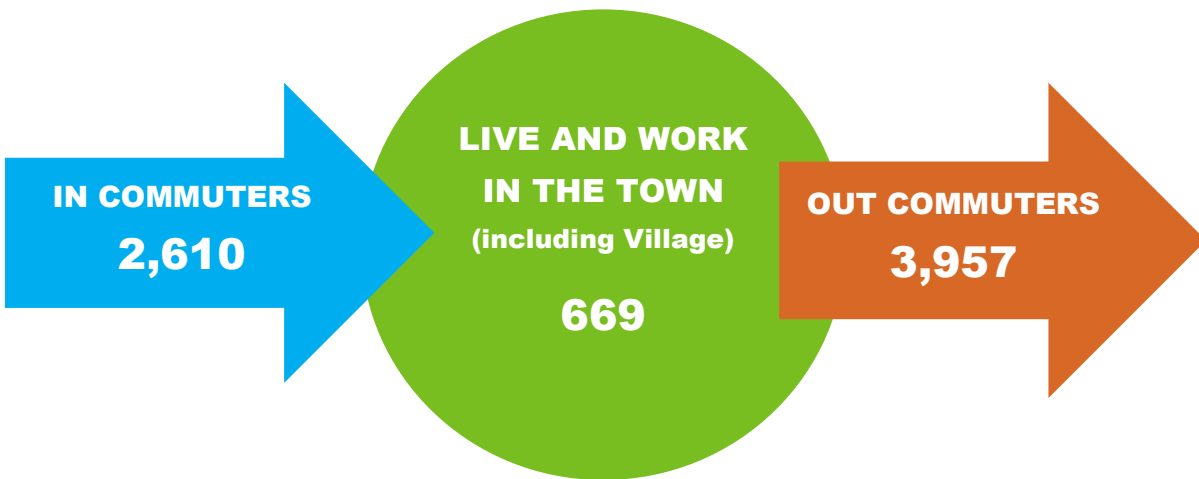 IN COMMUTERS
2,610
LIVE AND WORK
IN THE TOWN
(including Village)
669
OUT COMMUTERS
3,957